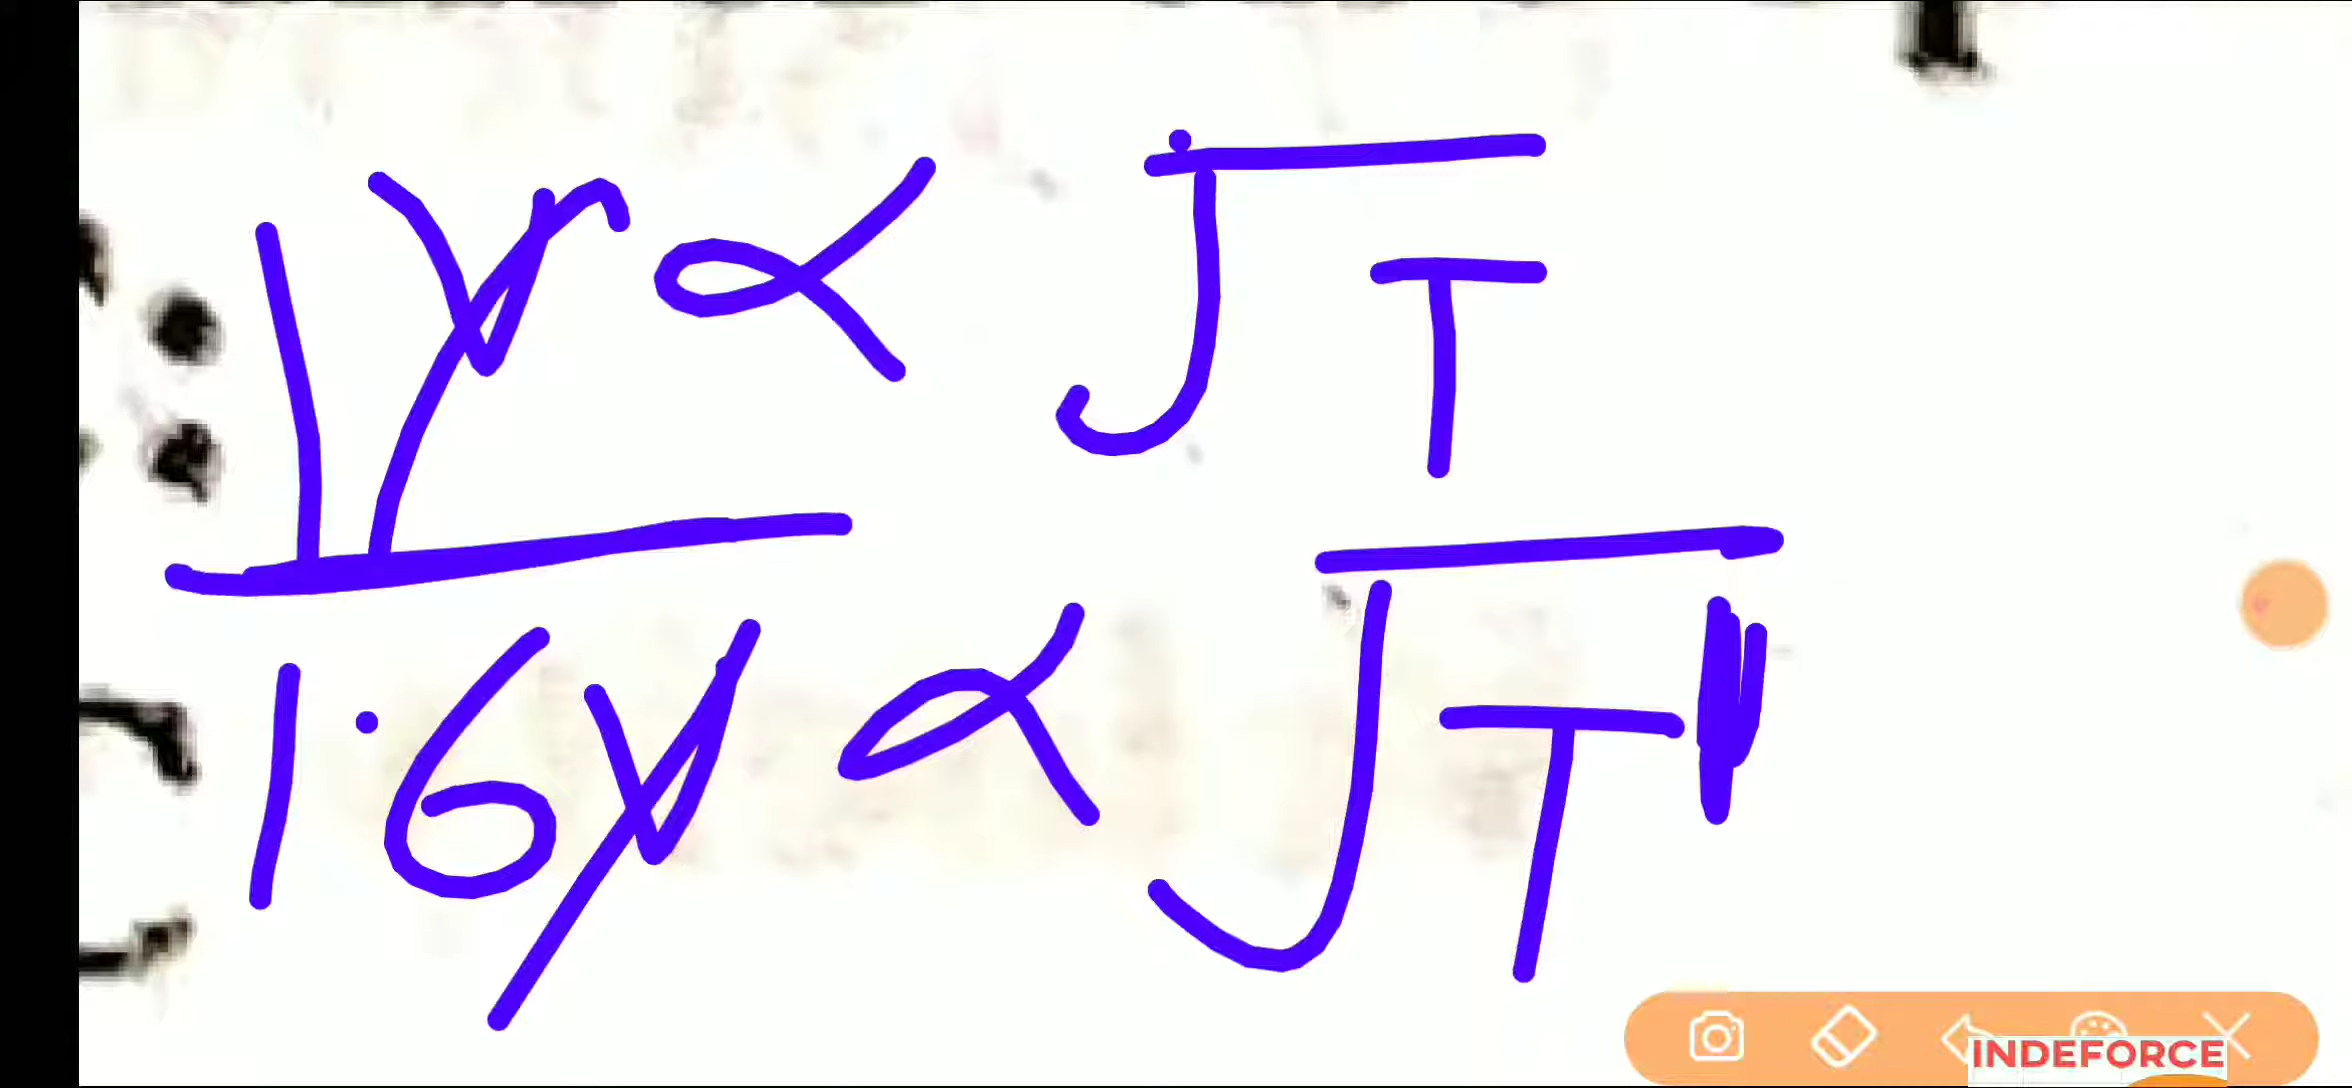 1V ∝ √T
1.6V ∝ √T'
INDEFORCE